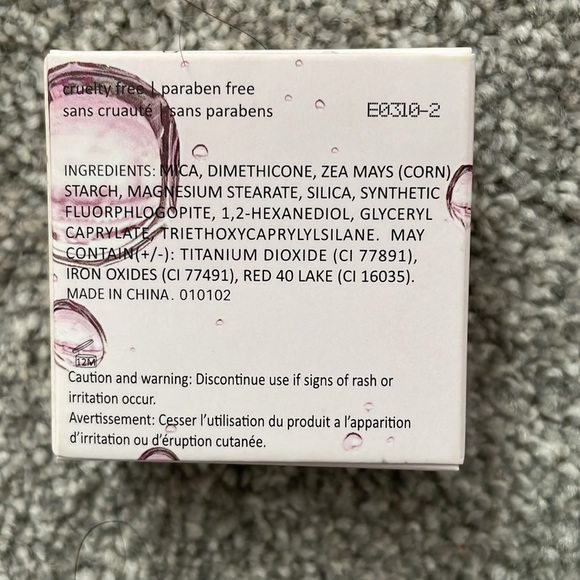 cruelty free | paraben free
sans cruauté | sans parabens
E0310-2
INGREDIENTS: MICA, DIMETHICONE, ZEA MAYS (CORN)
STARCH, MAGNESIUM STEARATE, SILICA, SYNTHETIC
FLUORPHLOGOPITE, 1,2-HEXANEDIOL, GLYCERYL
CAPRYLATE, TRIETHOXYCAPRYLYLSILANE. MAY
CONTAIN(+/-): TITANIUM DIOXIDE (CI 77891),
IRON OXIDES (CI 77491), RED 40 LAKE (CI 16035).
MADE IN CHINA. 010102
12M
Caution and warning: Discontinue use if signs of rash or
irritation occur.
Avertissement: Cesser l’utilisation du produit a l’apparition
d’irritation ou d’éruption cutanée.